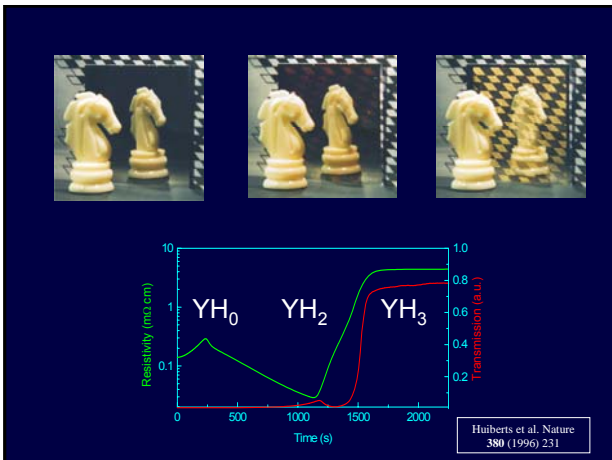 10
1
0.1
Resistivity (mΩ cm)
YH₀ YH₂ YH₃
1.0
0.8
0.6
0.4
0.2
Transmission (a.u.)
0 500 1000 1500 2000
Time (s)
Huiberts et al. Nature
380 (1996) 231